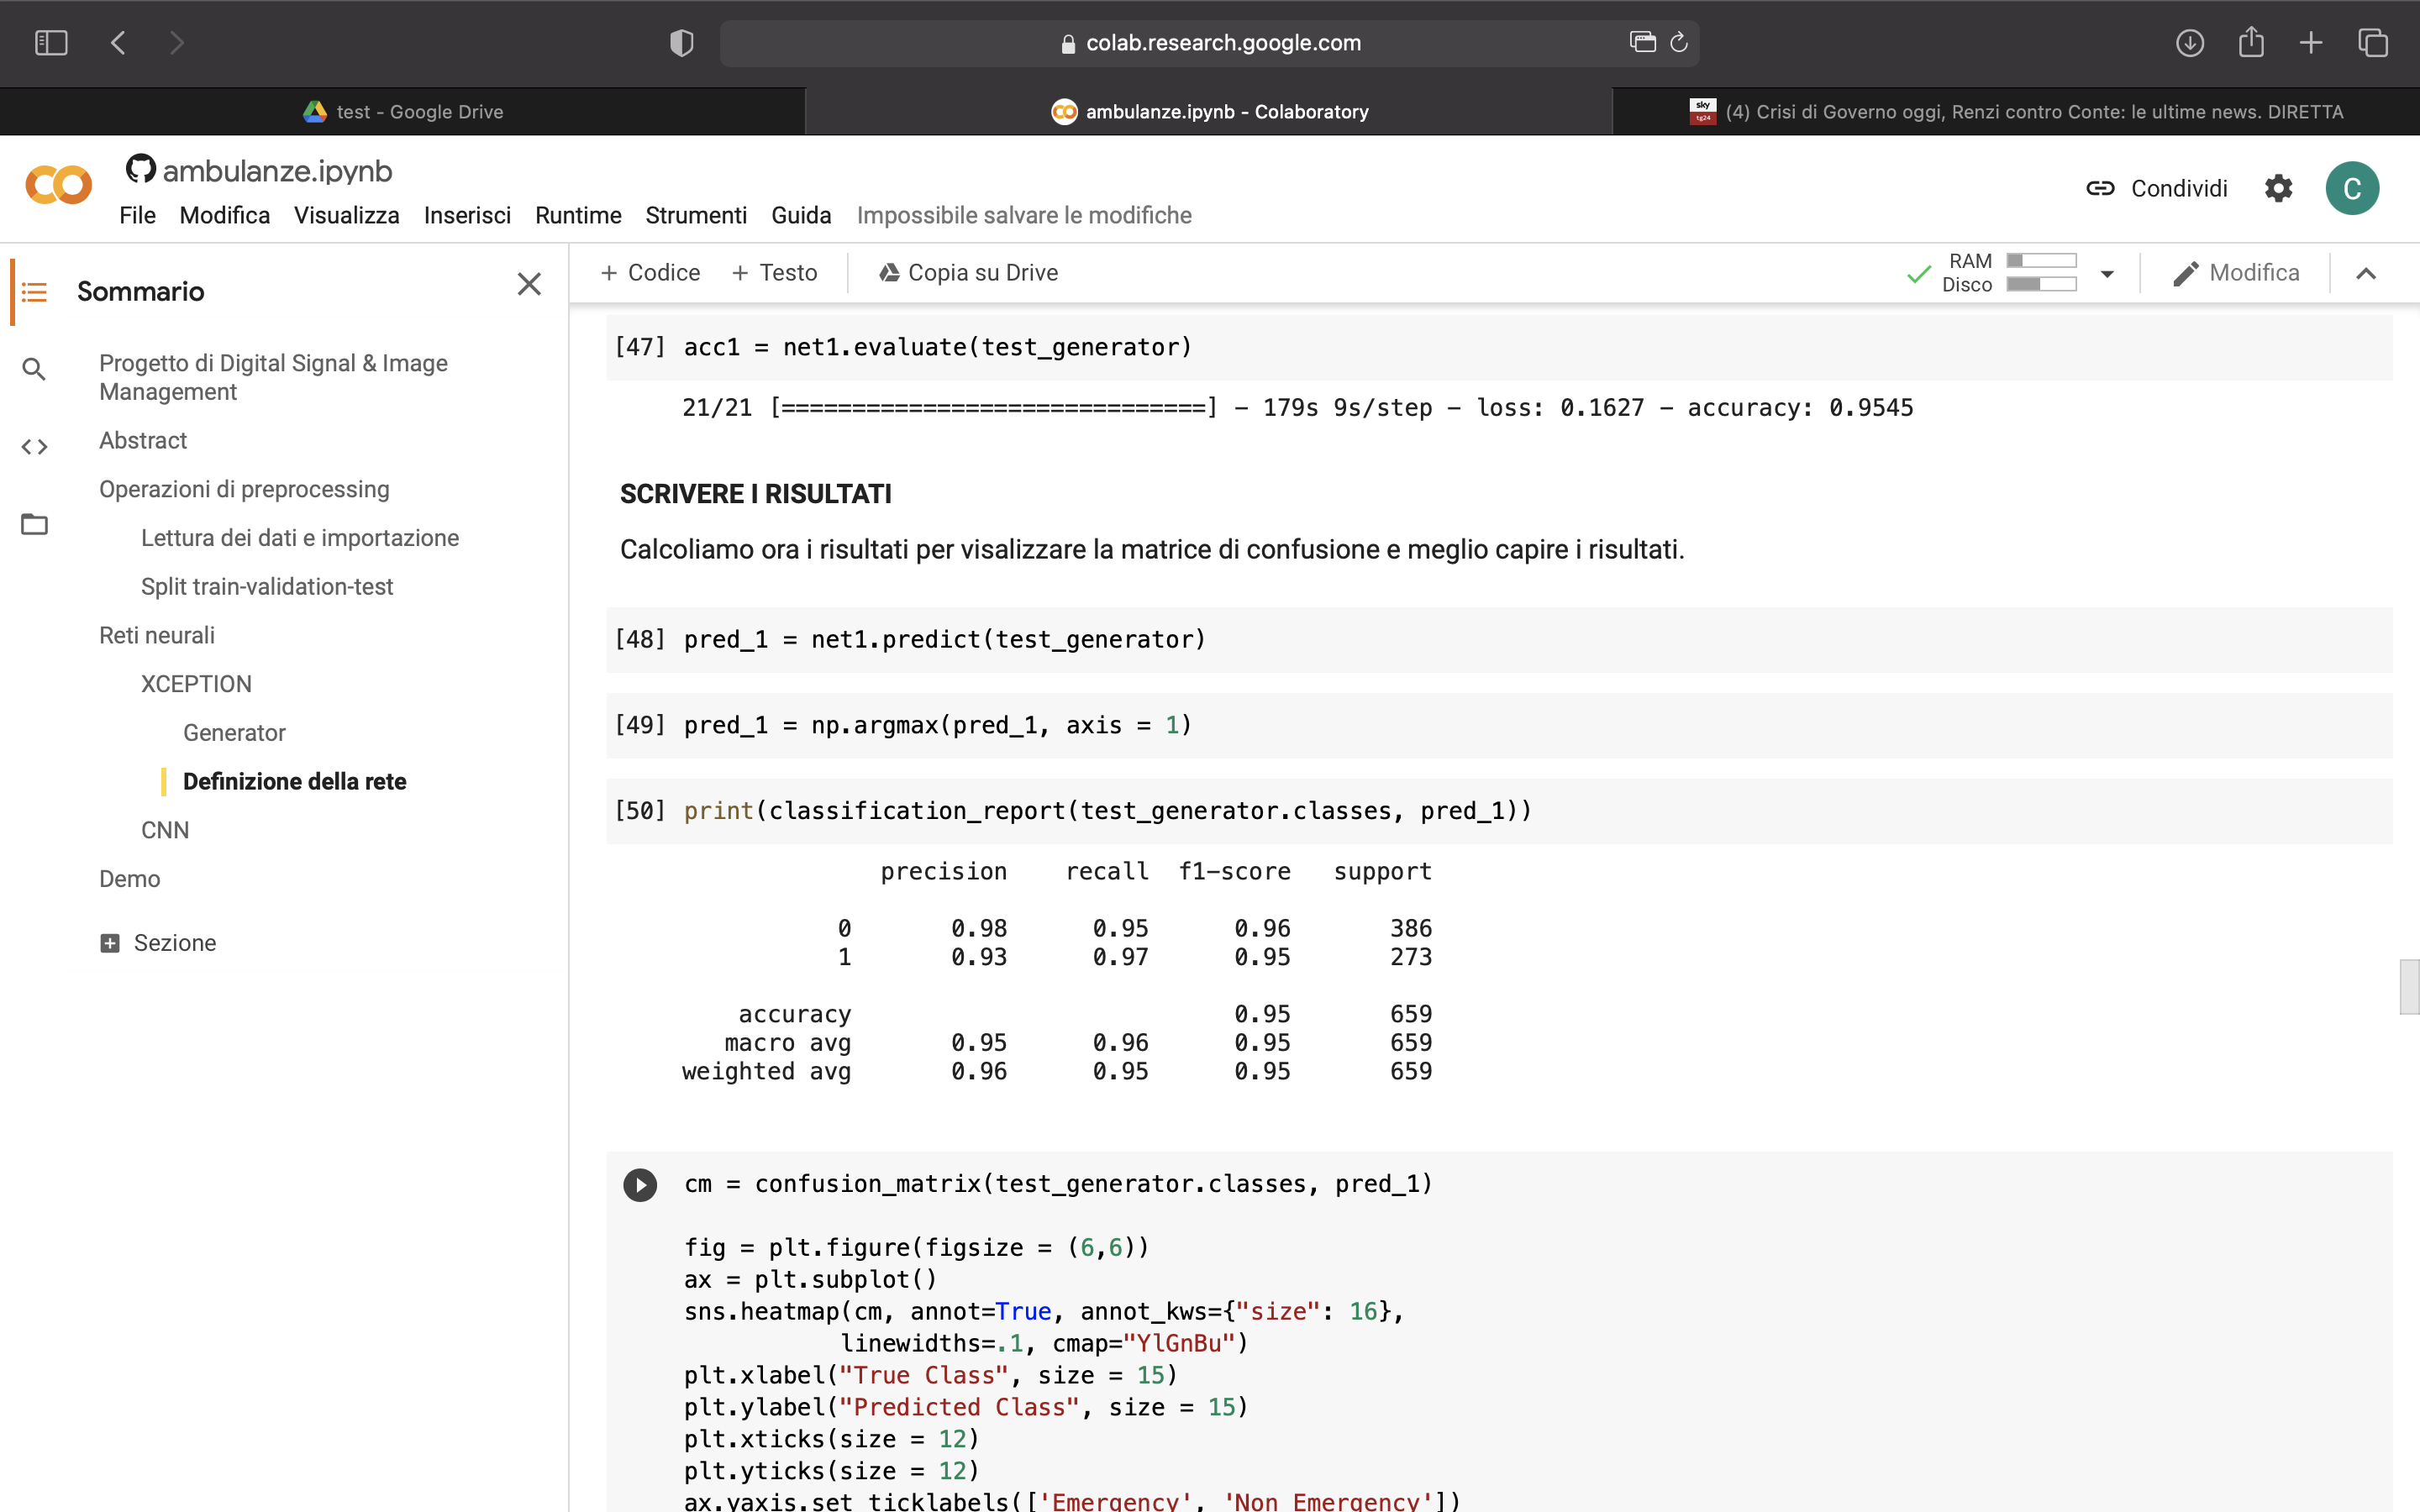 colab.research.google.com
test - Google Drive
ambulanze.ipynb - Colaboratory
sky tg24 (4) Crisi di Governo oggi, Renzi contro Conte: le ultime news. DIRETTA
ambulanze.ipynb
File Modifica Visualizza Inserisci Runtime Strumenti Guida Impossibile salvare le modifiche
Condividi
C
Sommario
Progetto di Digital Signal & Image
Management
Abstract
Operazioni di preprocessing
Lettura dei dati e importazione
Split train-validation-test
Reti neurali
XCEPTION
Generator
Definizione della rete
CNN
Demo
Sezione
+ Codice + Testo Copia su Drive
RAM
Disco
Modifica
[47] acc1 = net1.evaluate(test_generator)
21/21 [==============================] - 179s 9s/step - loss: 0.1627 - accuracy: 0.9545
SCRIVERE I RISULTATI
Calcoliamo ora i risultati per visalizzare la matrice di confusione e meglio capire i risultati.
[48] pred_1 = net1.predict(test_generator)
[49] pred_1 = np.argmax(pred_1, axis = 1)
[50] print(classification_report(test_generator.classes, pred_1))
precision recall f1-score support
0 0.98 0.95 0.96 386
1 0.93 0.97 0.95 273
accuracy 0.95 659
macro avg 0.95 0.96 0.95 659
weighted avg 0.96 0.95 0.95 659
cm = confusion_matrix(test_generator.classes, pred_1)
fig = plt.figure(figsize = (6,6))
ax = plt.subplot()
sns.heatmap(cm, annot=True, annot_kws={"size": 16},
linewidths=.1, cmap="YlGnBu")
plt.xlabel("True Class", size = 15)
plt.ylabel("Predicted Class", size = 15)
plt.xticks(size = 12)
plt.yticks(size = 12)
ax.yaxis.set_ticklabels(['Emergency', 'Non Emergency'])